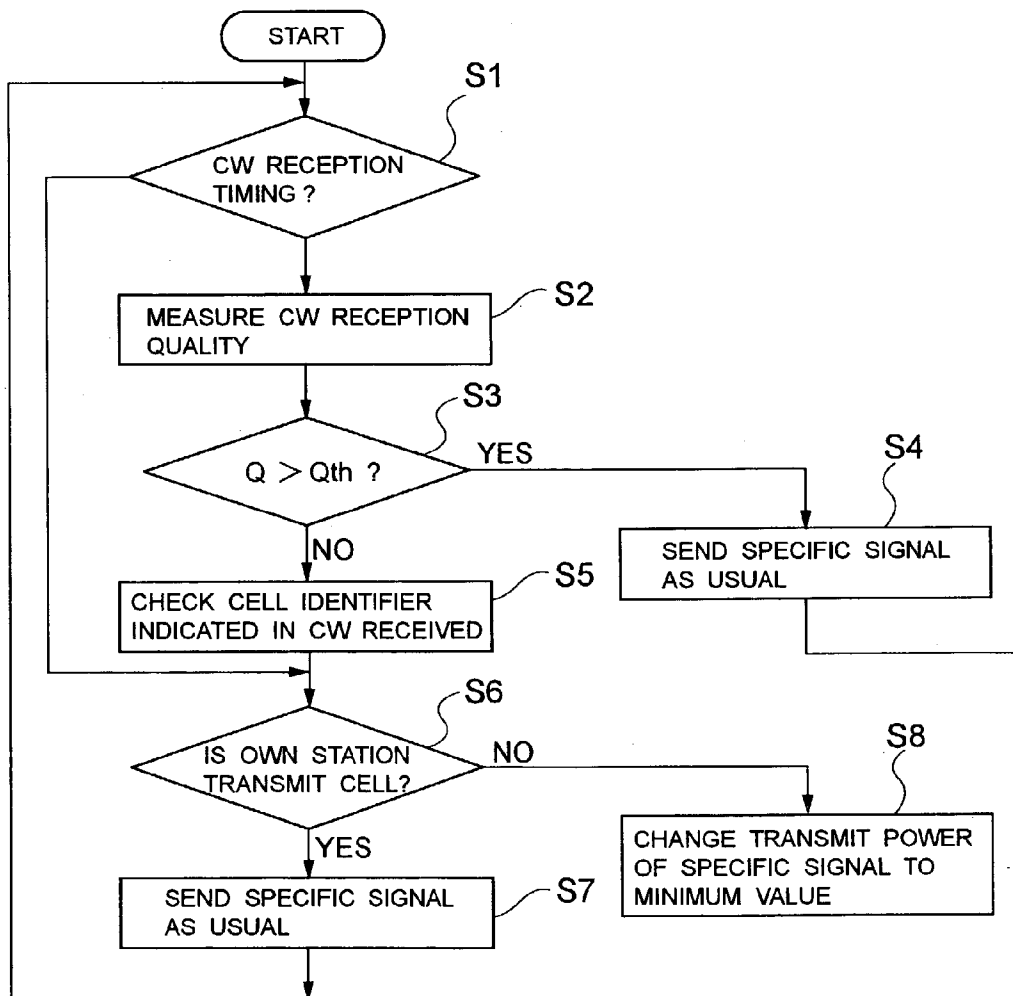 START
S1
CW RECEPTION
TIMING ?
S2
MEASURE CW RECEPTION
QUALITY
S3
Q > Qth ?
YES
S4
NO
SEND SPECIFIC SIGNAL
AS USUAL
S5
CHECK CELL IDENTIFIER
INDICATED IN CW RECEIVED
S6
IS OWN STATION
TRANSMIT CELL?
NO
S8
YES
CHANGE TRANSMIT POWER
OF SPECIFIC SIGNAL TO
MINIMUM VALUE
S7
SEND SPECIFIC SIGNAL
AS USUAL